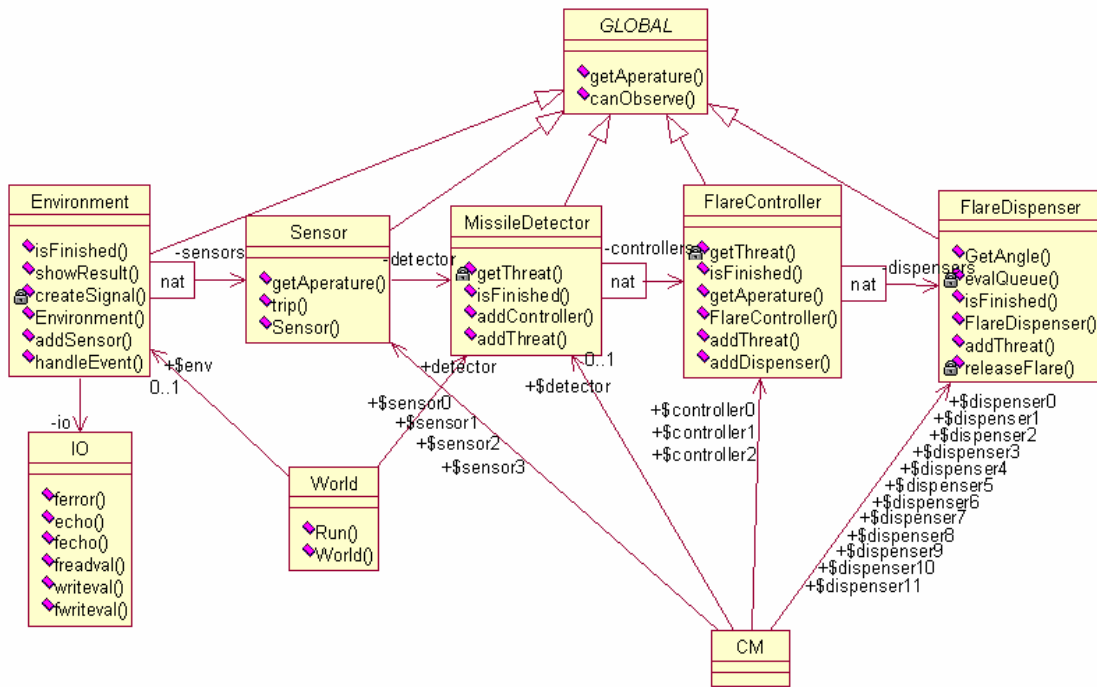 GLOBAL
getAperature()
canObserve()
Environment
isFinished()
showResult()
createSignal()
Environment()
addSensor()
handleEvent()
nat
-sensors
Sensor
getAperature()
trip()
Sensor()
-detector
MissileDetector
getThreat()
isFinished()
addController()
addThreat()
nat
-controllers
FlareController
getThreat()
isFinished()
getAperature()
FlareController()
addThreat()
addDispenser()
nat
-dispensers
FlareDispenser
GetAngle()
evalQueue()
isFinished()
FlareDispenser()
addThreat()
releaseFlare()
+$env
0..1
+detector
0..1
+$detector
+$sensor0
+$sensor1
+$sensor2
+$sensor3
+$controller0
+$controller1
+$controller2
+$dispenser0
+$dispenser1
+$dispenser2
+$dispenser3
+$dispenser4
+$dispenser5
+$dispenser6
+$dispenser7
+$dispenser8
+$dispenser9
+$dispenser10
+$dispenser11
-io
IO
ferror()
echo()
fecho()
freadval()
writeval()
fwriteval()
World
Run()
World()
CM